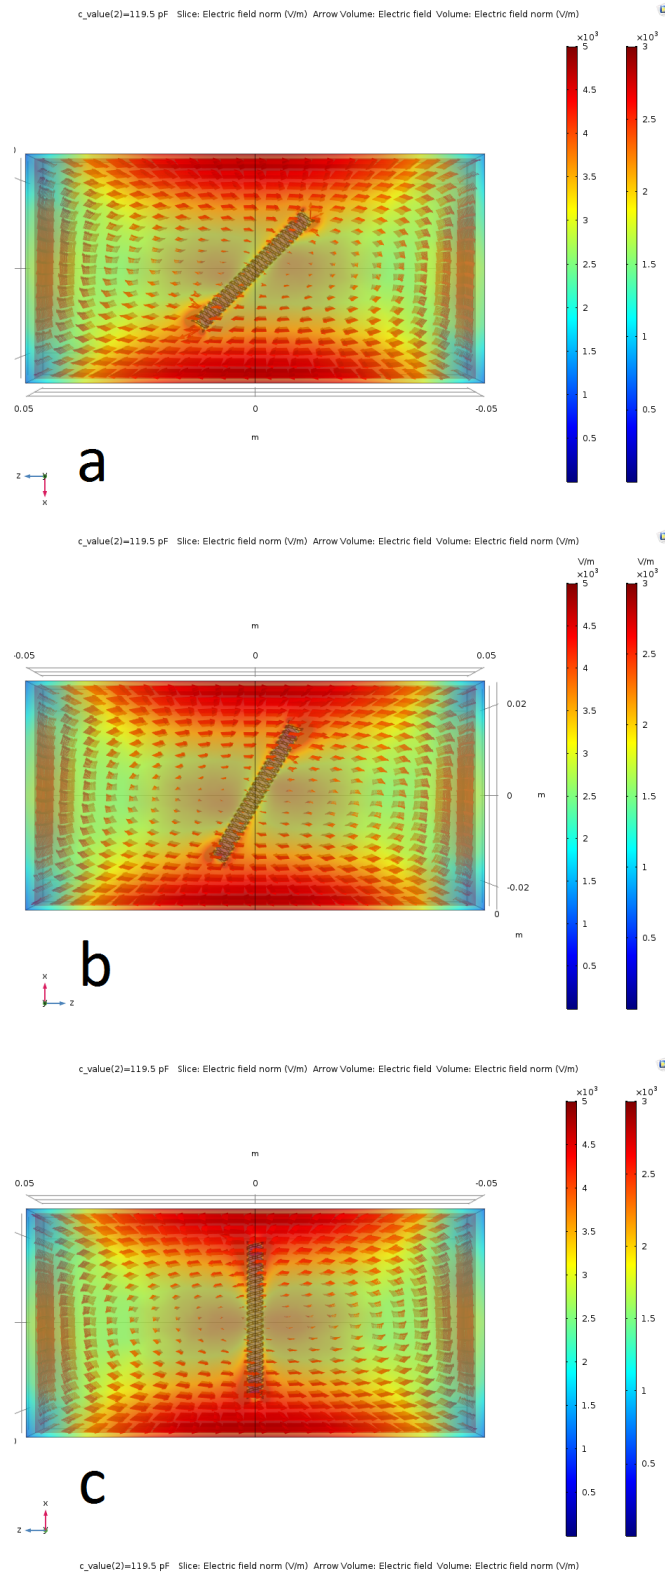 c_value(2)=119.5 pF Slice: Electric field norm (V/m) Arrow Volume: Electric field Volume: Electric field norm (V/m)
×10³ ×10³
5 3
4.5
4 2.5
3.5
3 2
2.5
1.5
2
1.5 1
1
0.5
0.5
0.05 0 -0.05
m
a
z y
x
c_value(2)=119.5 pF Slice: Electric field norm (V/m) Arrow Volume: Electric field Volume: Electric field norm (V/m)
V/m V/m
×10³ ×10³
5 3
4.5
m
4 2.5
-0.05 0 0.05
3.5
0.02
3 2
2.5
0 m
1.5
2
1.5 1
-0.02
0
1
m
0.5
0.5
b
x
y z
c_value(2)=119.5 pF Slice: Electric field norm (V/m) Arrow Volume: Electric field Volume: Electric field norm (V/m)
×10³ ×10³
5 3
4.5
m
4 2.5
0.05 0 -0.05
3.5
3 2
2.5
1.5
2
1.5 1
1
0.5
0.5
c
x
z y
c_value(2)=119.5 pF Slice: Electric field norm (V/m) Arrow Volume: Electric field Volume: Electric field norm (V/m)